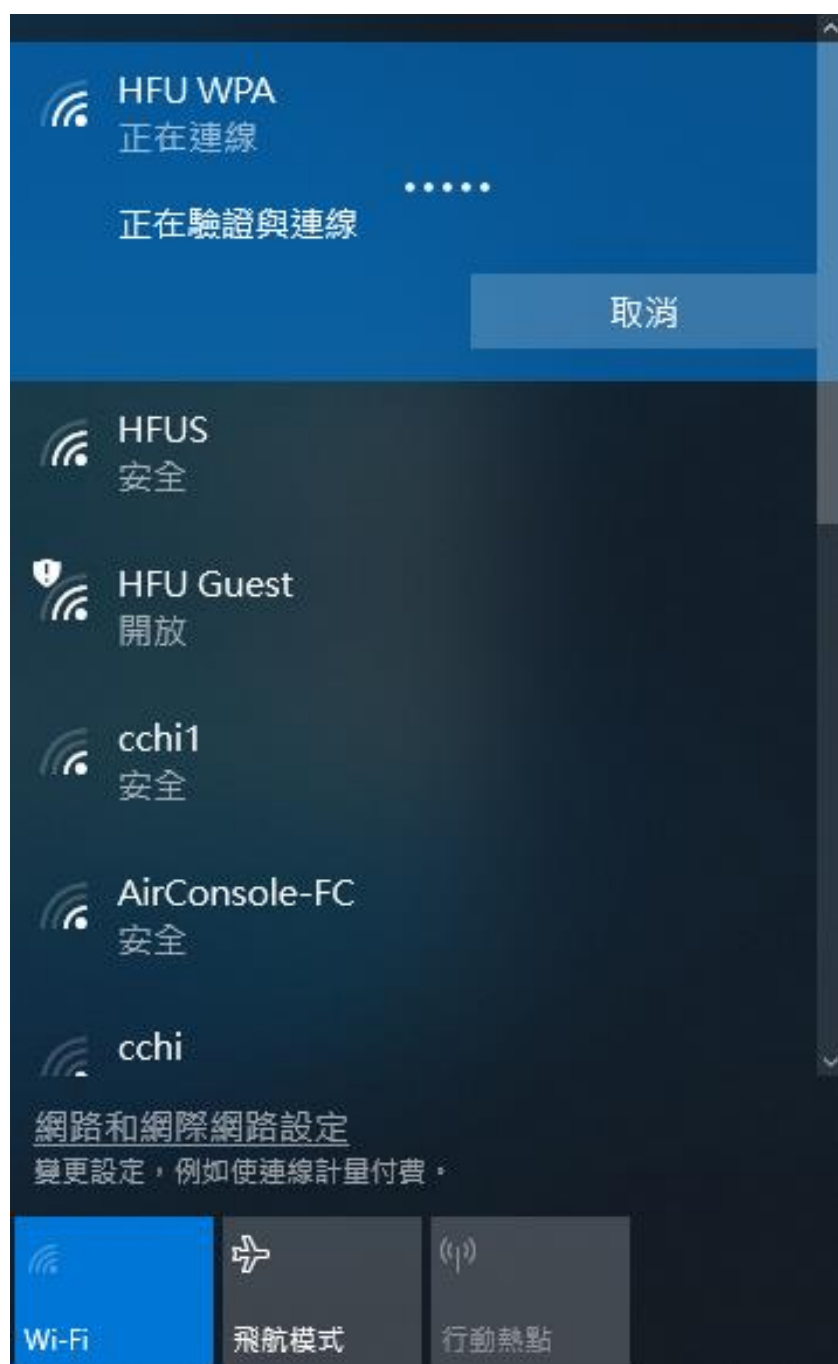 HFU WPA
正在連線
正在驗證與連線
取消
HFUS
安全
HFU Guest
開放
cchi1
安全
AirConsole-FC
安全
cchi
網路和網際網路設定
變更設定，例如使連線計量付費。
Wi-Fi
飛航模式
行動熱點